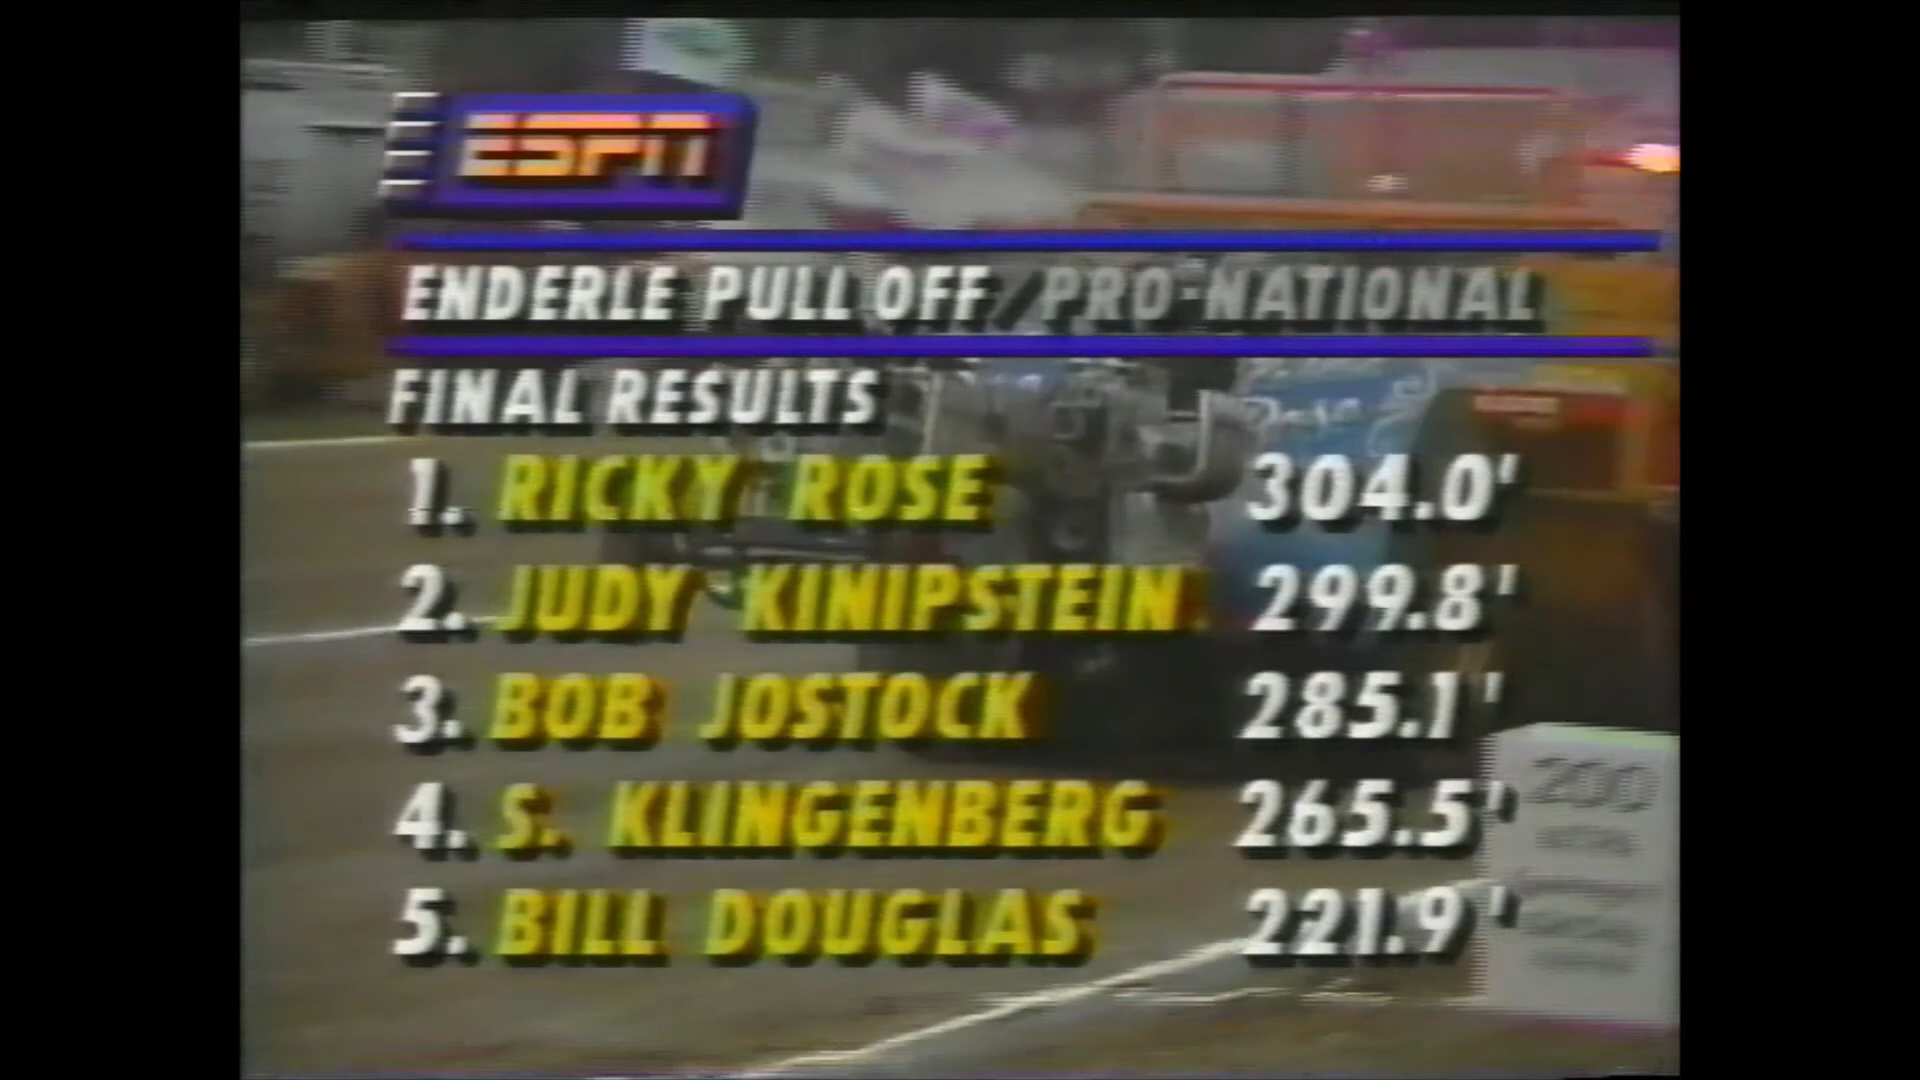 ESPN
ENDERLE PULL OFF/PRO-NATIONAL
FINAL RESULTS
1. RICKY ROSE 304.0'
2. JUDY KINIPSTEIN 299.8'
3. BOB JOSTOCK 285.1'
4. S. KLINGENBERG 265.5'
5. BILL DOUGLAS 221.9'
200